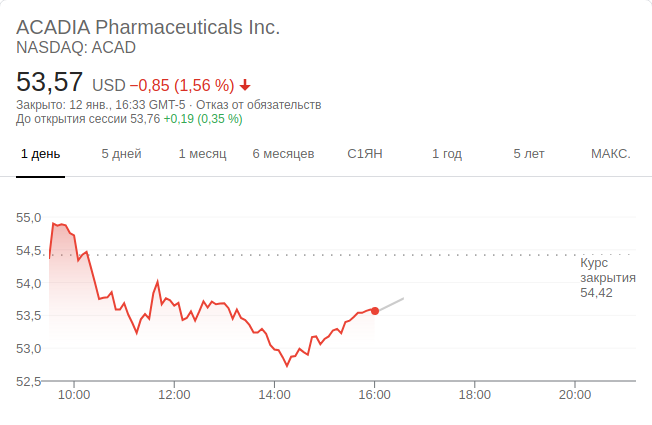 ACADIA Pharmaceuticals Inc.
NASDAQ: ACAD
53,57 USD −0,85 (1,56 %)
Закрыто: 12 янв., 16:33 GMT-5 · Отказ от обязательств
До открытия сессии 53,76 +0,19 (0,35 %)
1 день 5 дней 1 месяц 6 месяцев С1ЯН 1 год 5 лет МАКС.
55,0
54,5
Курс
закрытия
54,42
54,0
53,5
53,0
52,5
10:00 12:00 14:00 16:00 18:00 20:00